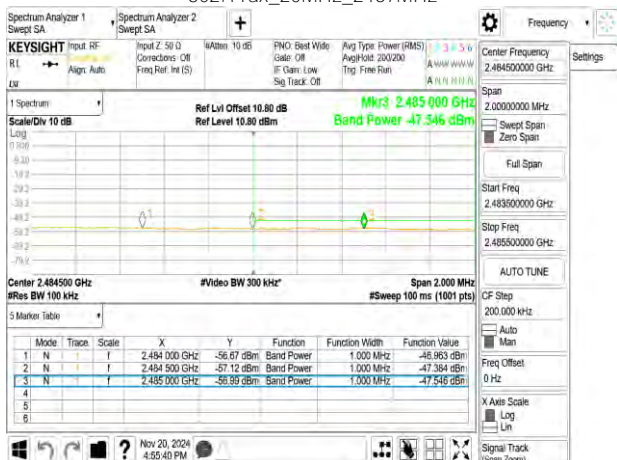 Spectrum Analyzer 1
Swept SA
Spectrum Analyzer 2
Swept SA
+
Frequency
KEYSIGHT
Input: RF
Input Z: 50 Ω
#Atten: 10 dB
PNO: Best Wide
Avg Type: Power (RMS)
Corrections: Off
Gate: Off
Avg|Hold: 200/200
Align: Auto
Freq Ref: Int (S)
IF Gain: Low
Trig: Free Run
Sig Track: Off
Center Frequency
2.484500000 GHz
Settings
Span
2.00000000 MHz
Swept Span
Zero Span
Full Span
Start Freq
2.483500000 GHz
Stop Freq
2.485500000 GHz
AUTO TUNE
CF Step
200.000 kHz
Auto
Man
Freq Offset
0 Hz
X Axis Scale
Log
Lin
Signal Track
(Span Zoom)
1 Spectrum
Scale/Div 10 dB
Log
Ref Lvl Offset 10.80 dB
Ref Level 10.80 dBm
Mkr3 2.485 000 GHz
Band Power -47.546 dBm
Center 2.484500 GHz
#Video BW 300 kHz*
Span 2.000 MHz
#Res BW 100 kHz
#Sweep 100 ms (1001 pts)
5 Marker Table
Mode Trace Scale X Y Function Function Width Function Value
1 N 1 f 2.484 000 GHz -56.67 dBm Band Power 1.000 MHz -46.963 dBm
2 N 1 f 2.484 500 GHz -57.12 dBm Band Power 1.000 MHz -47.384 dBm
3 N 1 f 2.485 000 GHz -56.99 dBm Band Power 1.000 MHz -47.546 dBm
4
5
6
?
Nov 20, 2024
4:55:40 PM